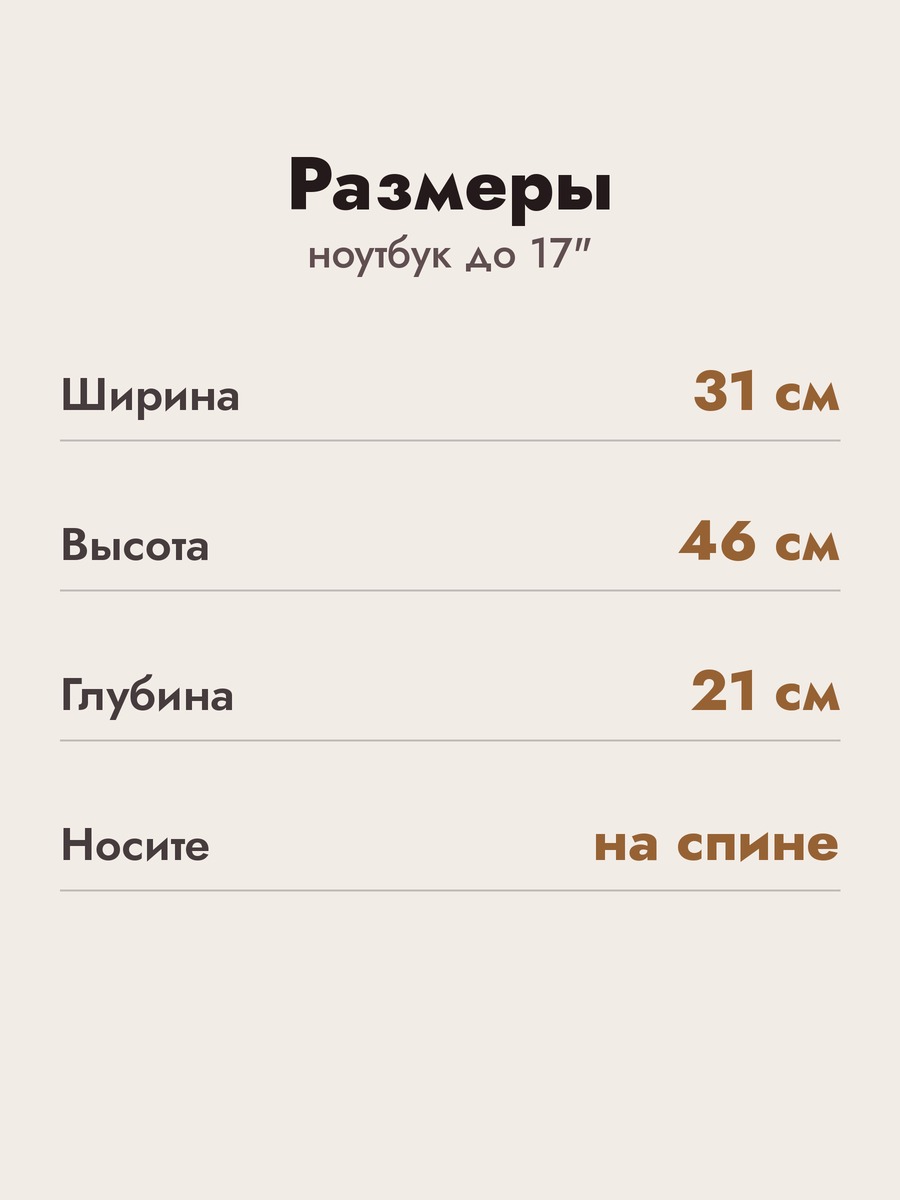 Размеры
ноутбук до 17"
Ширина 31 см
Высота 46 см
Глубина 21 см
Носите на спине